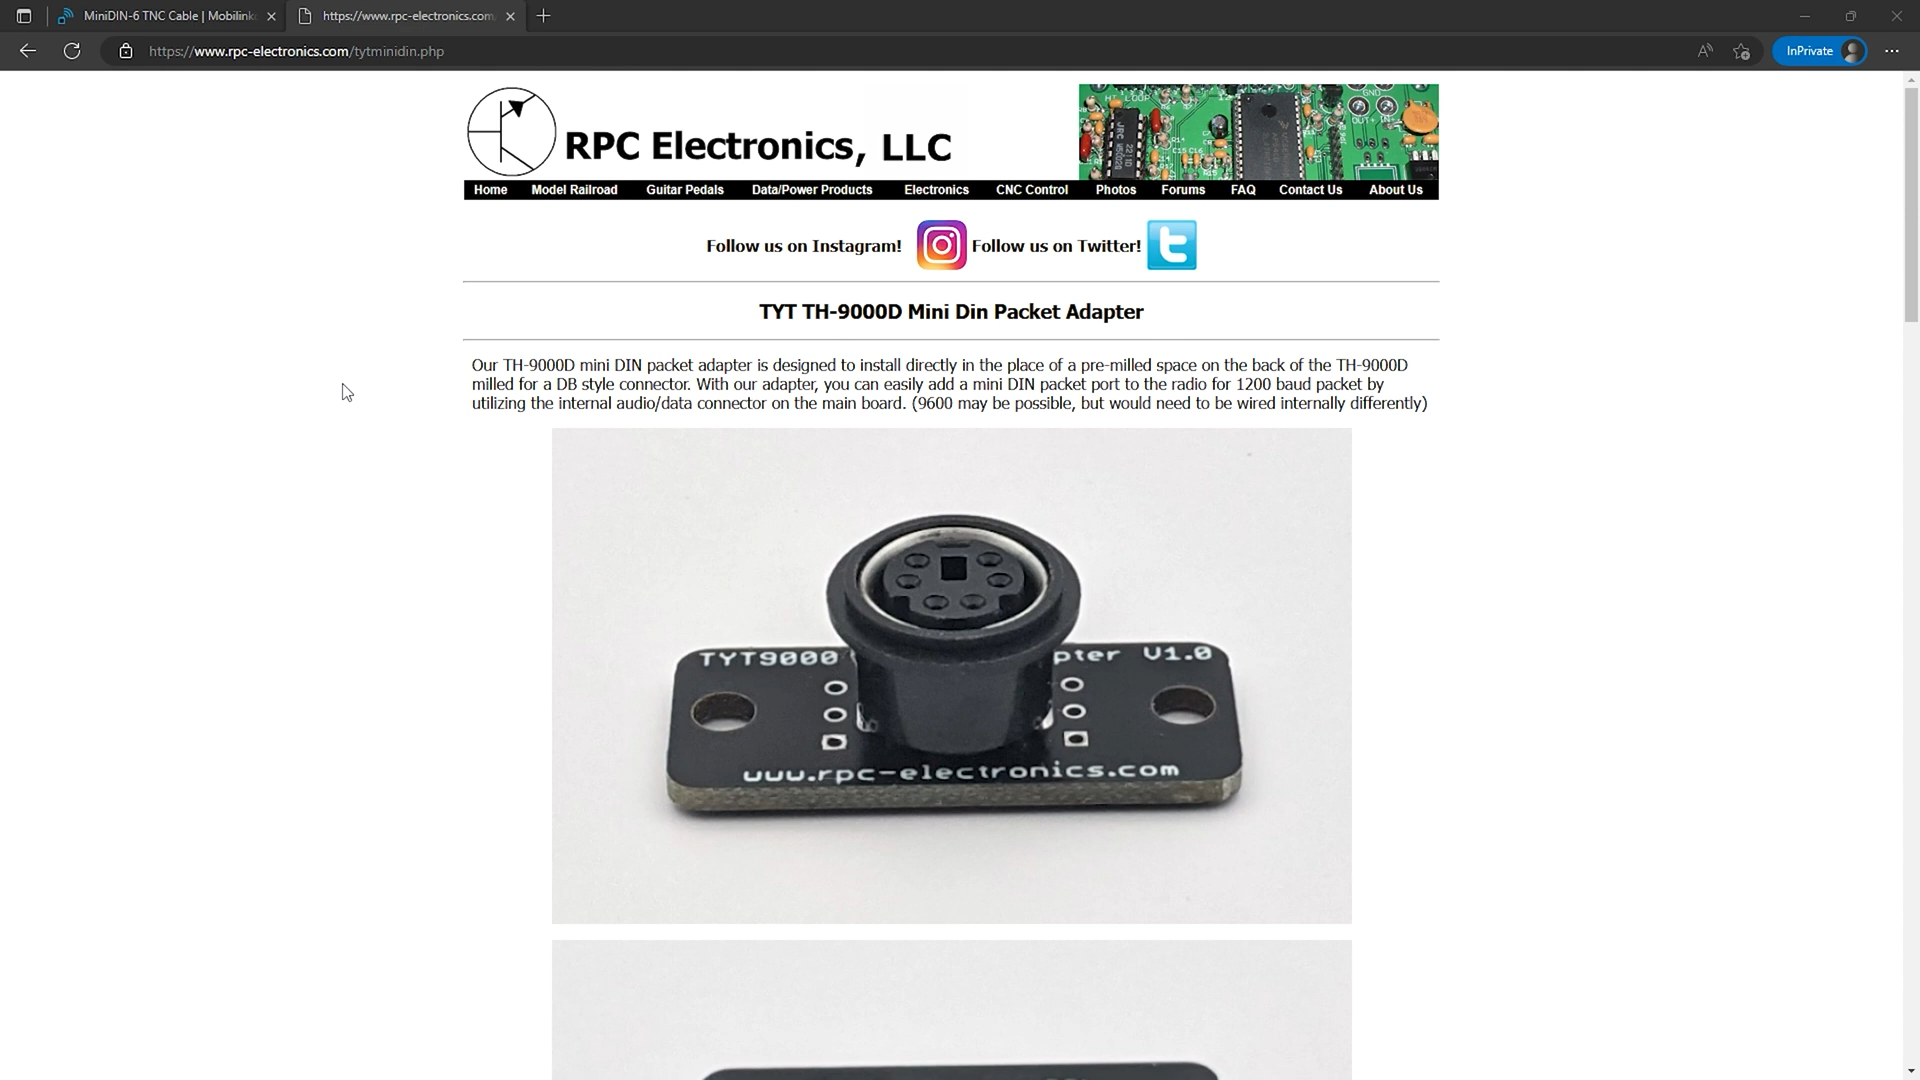 MiniDIN-6 TNC Cable | Mobilink
https://www.rpc-electronics.com
https://www.rpc-electronics.com/tytminidin.php
InPrivate
RPC Electronics, LLC
Home Model Railroad Guitar Pedals Data/Power Products Electronics CNC Control Photos Forums FAQ Contact Us About Us
Follow us on Instagram! Follow us on Twitter!
TYT TH-9000D Mini Din Packet Adapter
Our TH-9000D mini DIN packet adapter is designed to install directly in the place of a pre-milled space on the back of the TH-9000D
milled for a DB style connector. With our adapter, you can easily add a mini DIN packet port to the radio for 1200 baud packet by
utilizing the internal audio/data connector on the main board. (9600 may be possible, but would need to be wired internally differently)
TYT9000 pter V1.0
www.rpc-electronics.com